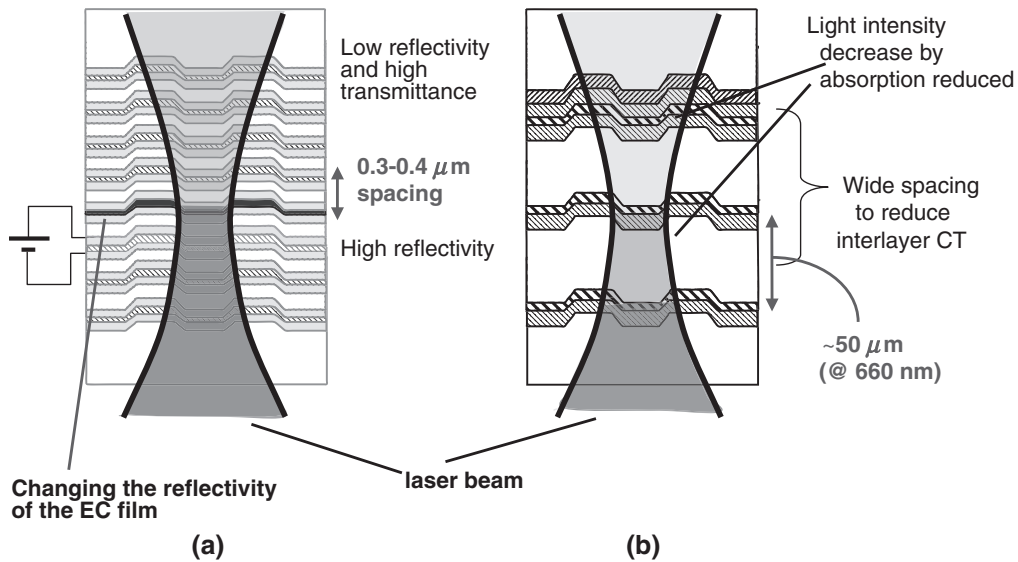 Low reflectivity
and high
transmittance
0.3-0.4 μm
spacing
High reflectivity
Changing the reflectivity
of the EC film
(a)
laser beam
Light intensity
decrease by
absorption reduced
Wide spacing
to reduce
interlayer CT
~50 μm
(@ 660 nm)
(b)